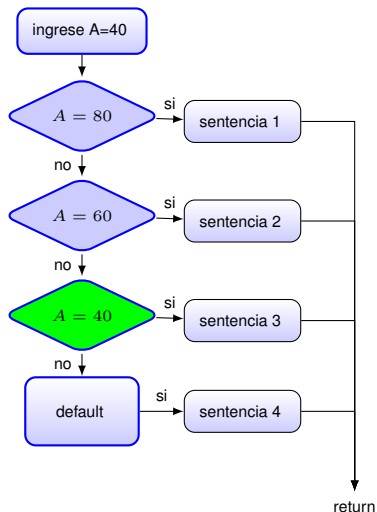 ingrese A=40
A = 80
si
sentencia 1
no
A = 60
si
sentencia 2
no
A = 40
si
sentencia 3
no
default
si
sentencia 4
return